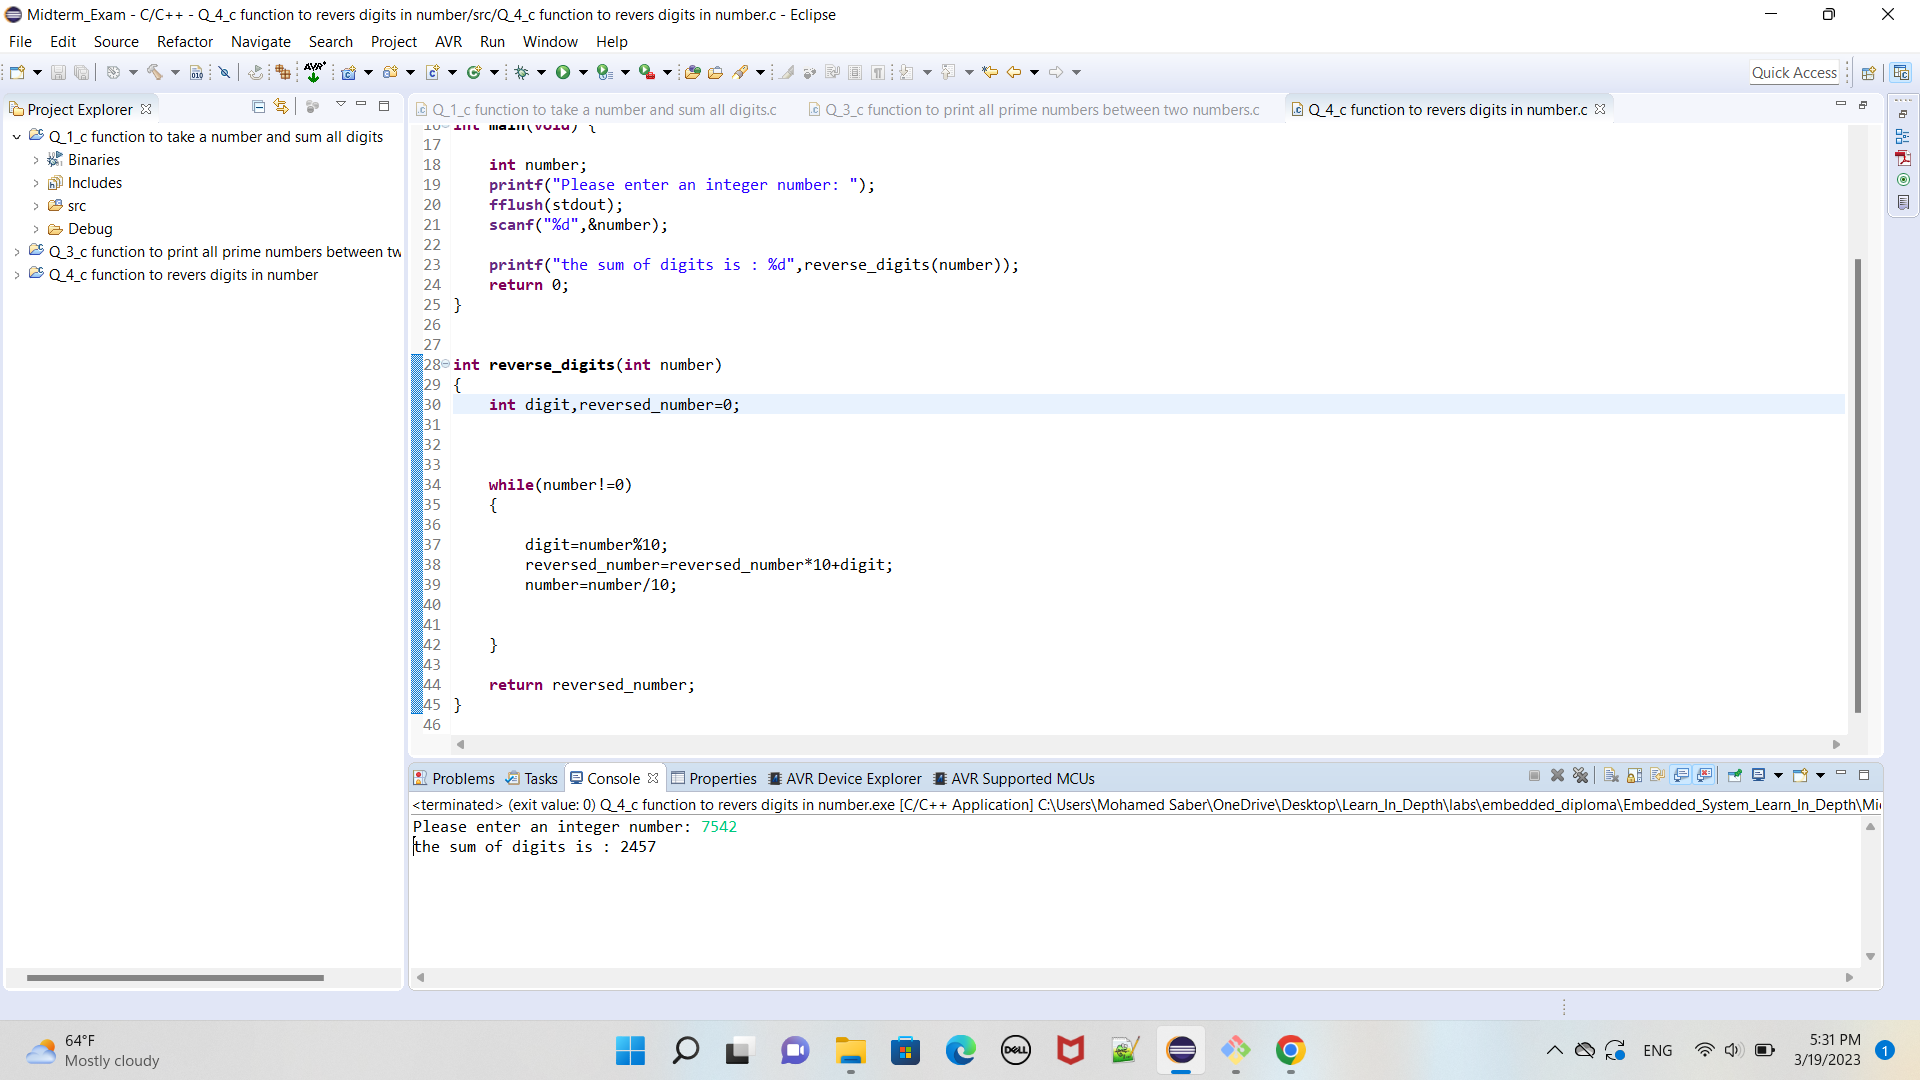 Midterm_Exam - C/C++ - Q_4_c function to revers digits in number/src/Q_4_c function to revers digits in number.c - Eclipse
File Edit Source Refactor Navigate Search Project AVR Run Window Help
Quick Access
Project Explorer
Q_1_c function to take a number and sum all digits
Binaries
Includes
src
Debug
Q_3_c function to print all prime numbers between tw
Q_4_c function to revers digits in number
Q_1_c function to take a number and sum all digits.c Q_3_c function to print all prime numbers between two numbers.c Q_4_c function to revers digits in number.c
16 int main(void) {
17
18 int number;
19 printf("Please enter an integer number: ");
20 fflush(stdout);
21 scanf("%d",&number);
22
23 printf("the sum of digits is : %d",reverse_digits(number));
24 return 0;
25 }
26
27
28 int reverse_digits(int number)
29 {
30 int digit,reversed_number=0;
31
32
33
34 while(number!=0)
35 {
36
37 digit=number%10;
38 reversed_number=reversed_number*10+digit;
39 number=number/10;
40
41
42 }
43
44 return reversed_number;
45 }
46
Problems Tasks Console Properties AVR Device Explorer AVR Supported MCUs
<terminated> (exit value: 0) Q_4_c function to revers digits in number.exe [C/C++ Application] C:\Users\Mohamed Saber\OneDrive\Desktop\Learn_In_Depth\labs\embedded_diploma\Embedded_System_Learn_In_Depth\Mi
Please enter an integer number: 7542
the sum of digits is : 2457
64°F
Mostly cloudy
DELL
ENG
5:31 PM
3/19/2023
1